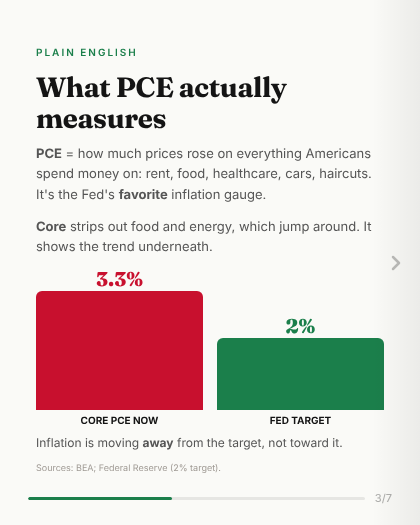 PLAIN ENGLISH
What PCE actually
measures
PCE = how much prices rose on everything Americans
spend money on: rent, food, healthcare, cars, haircuts.
It's the Fed's favorite inflation gauge.
Core strips out food and energy, which jump around. It
shows the trend underneath.
3.3%
2%
CORE PCE NOW
FED TARGET
Inflation is moving away from the target, not toward it.
Sources: BEA; Federal Reserve (2% target).
3/7